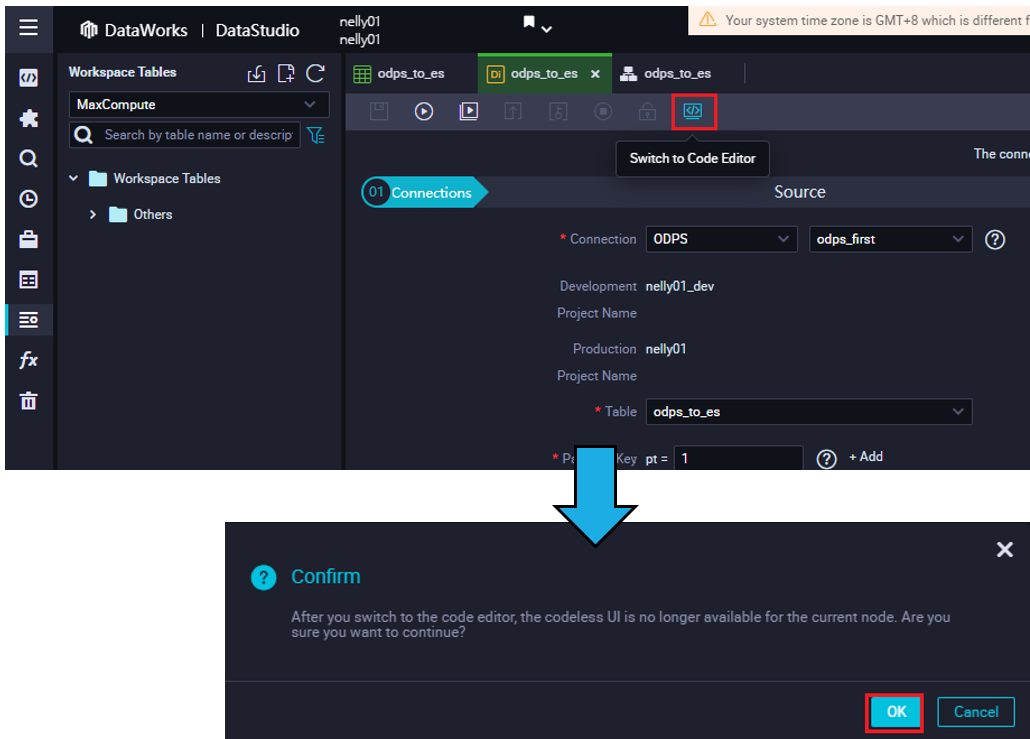 DataWorks | DataStudio
nelly01
nelly01
Your system time zone is GMT+8 which is different f
Workspace Tables
MaxCompute
Search by table name or descrip
Workspace Tables
Others
fx
odps_to_es
Di odps_to_es
odps_to_es
Switch to Code Editor
The conne
01 Connections
Source
* Connection ODPS odps_first
Development nelly01_dev
Project Name
Production nelly01
Project Name
* Table odps_to_es
* Key pt = 1 + Add
Confirm
After you switch to the code editor, the codeless UI is no longer available for the current node. Are you
sure you want to continue?
OK Cancel